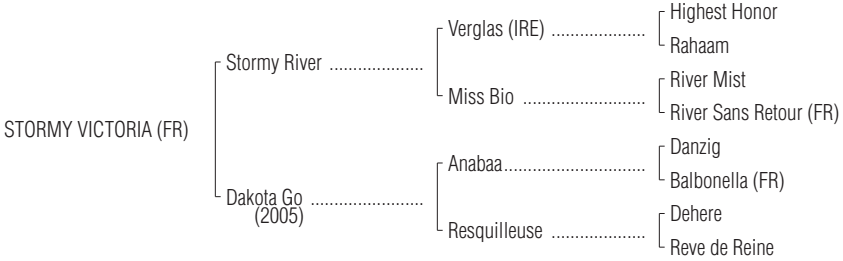 Highest Honor
Verglas (IRE) ....................
Rahaam
Stormy River ....................
River Mist
Miss Bio ..........................
River Sans Retour (FR)
STORMY VICTORIA (FR)
Danzig
Anabaa..............................
Balbonella (FR)
Dakota Go ........................
(2005)
Dehere
Resquilleuse ....................
Reve de Reine